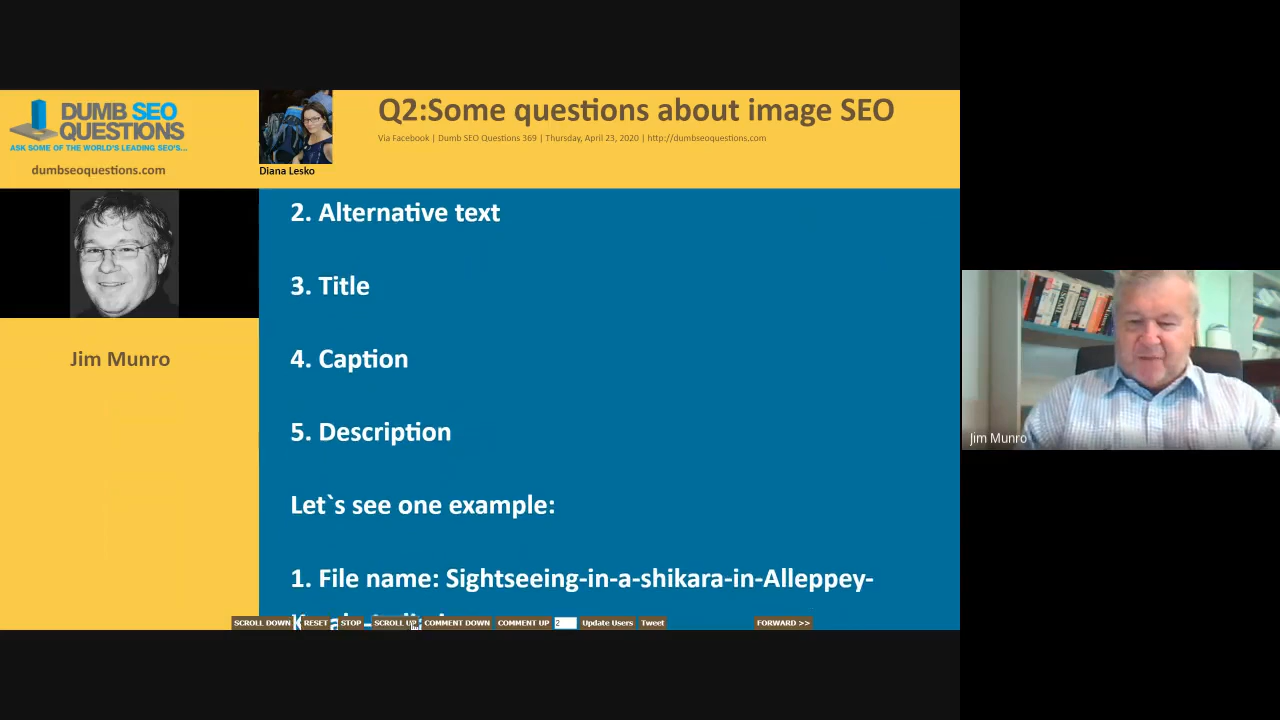 DUMB SEO
QUESTIONS
ASK SOME OF THE WORLD'S LEADING SEO'S...
dumbseoquestions.com
Diana Lesko
Q2:Some questions about image SEO
Via Facebook | Dumb SEO Questions 369 | Thursday, April 23, 2020 | http://dumbseoquestions.com
Jim Munro
2. Alternative text
3. Title
4. Caption
5. Description
Let`s see one example:
1. File name: Sightseeing-in-a-shikara-in-Alleppey-
SCROLL DOWN RESET STOP SCROLL UP COMMENT DOWN COMMENT UP 2 Update Users Tweet FORWARD >>
Jim Munro